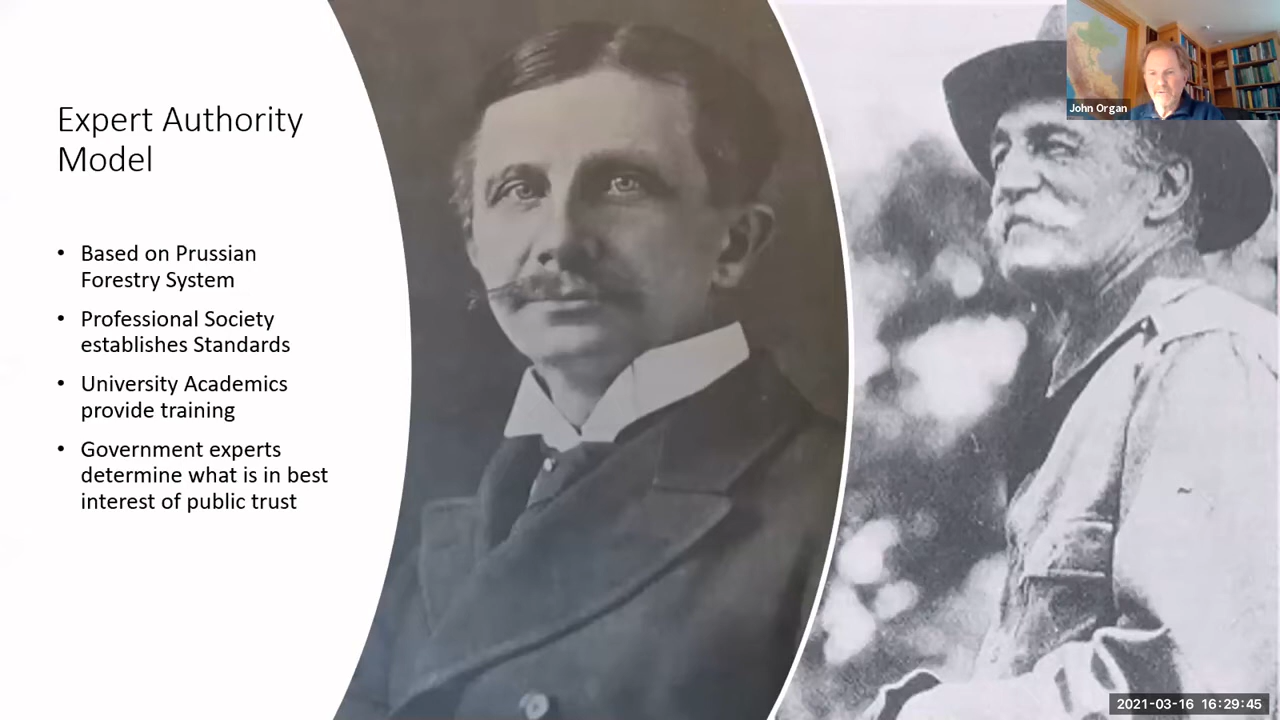 Expert Authority
Model
• Based on Prussian
Forestry System
• Professional Society
establishes Standards
• University Academics
provide training
• Government experts
determine what is in best
interest of public trust
John Organ
2021-03-16 16:29:45